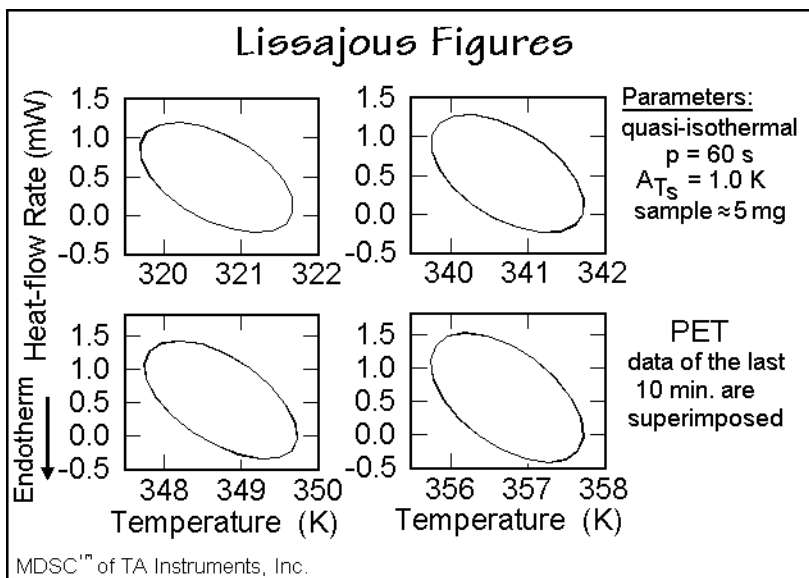 Lissajous Figures
Heat-flow Rate (mW)
Endotherm
1.5
1.0
0.5
0.0
-0.5
320 321 322
1.5
1.0
0.5
0.0
-0.5
340 341 342
Parameters:
quasi-isothermal
p = 60 s
ATs = 1.0 K
sample ≈ 5 mg
1.5
1.0
0.5
0.0
-0.5
348 349 350
Temperature (K)
1.5
1.0
0.5
0.0
-0.5
356 357 358
Temperature (K)
PET
data of the last
10 min. are
superimposed
MDSC™ of TA Instruments, Inc.